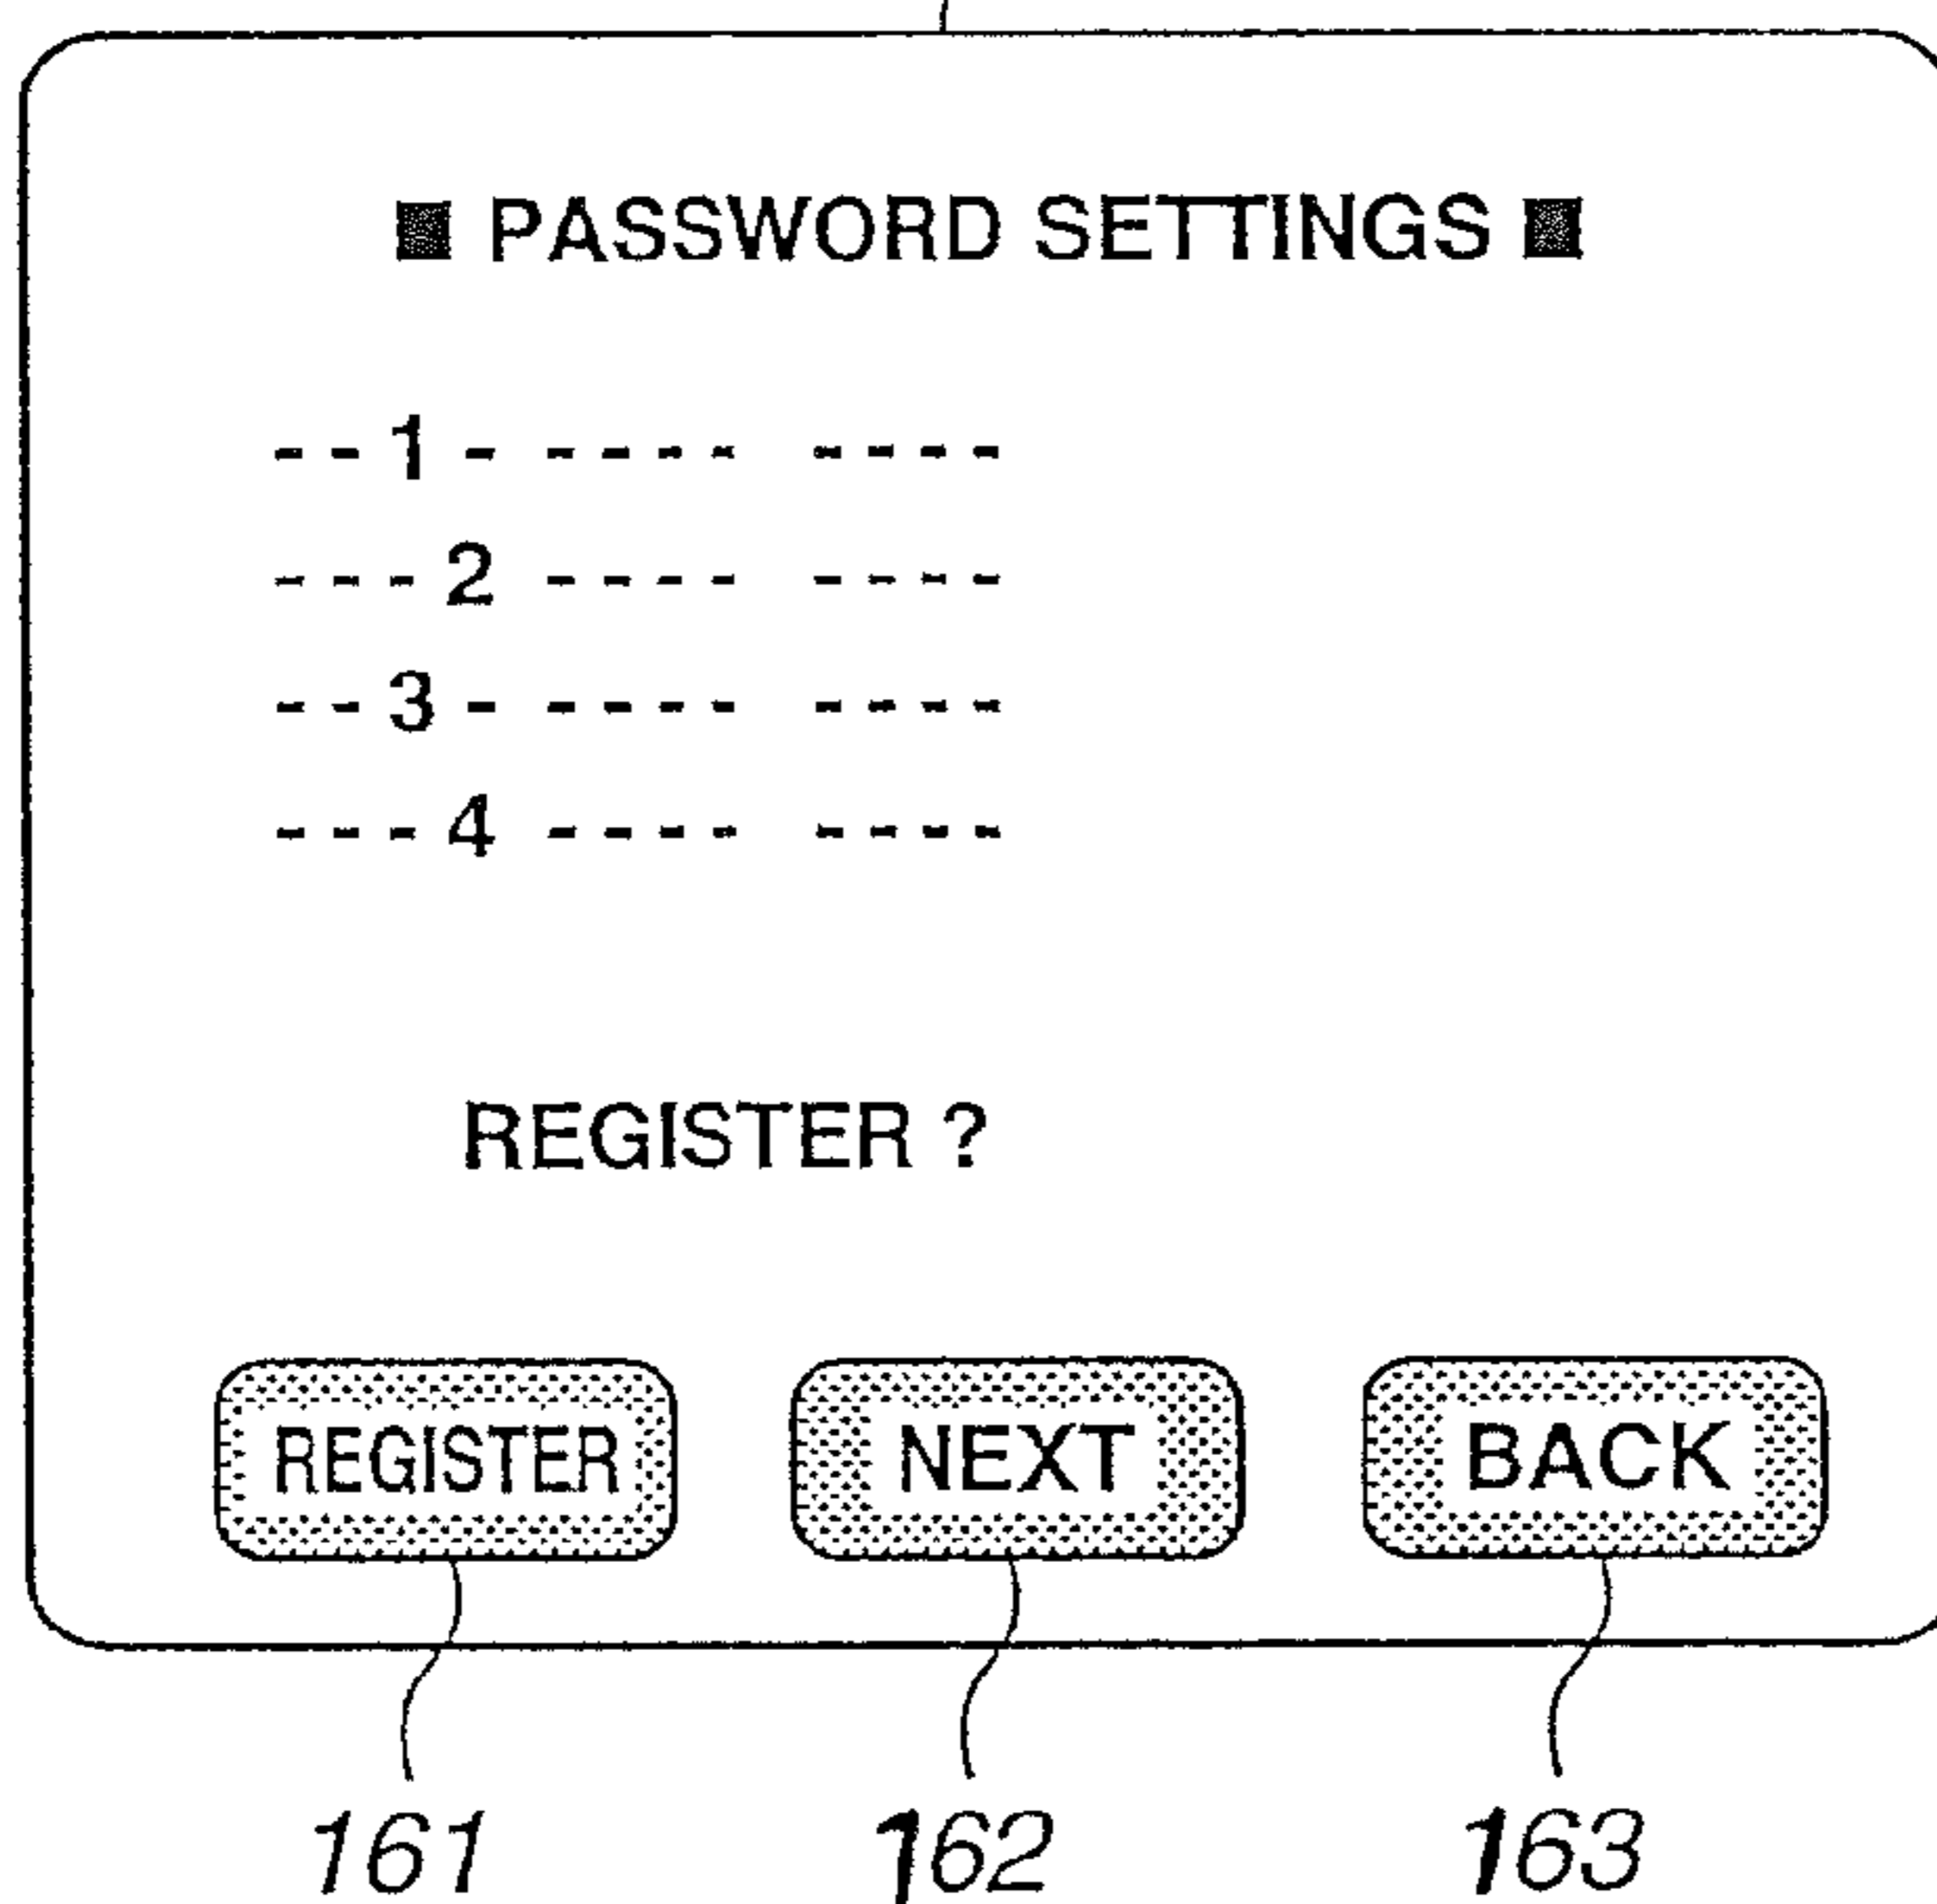 ■ PASSWORD SETTINGS ■
--1- ---- ----
---2 ---- ----
--3- ---- ----
---4 ---- ----
REGISTER ?
REGISTER NEXT BACK
161 162 163